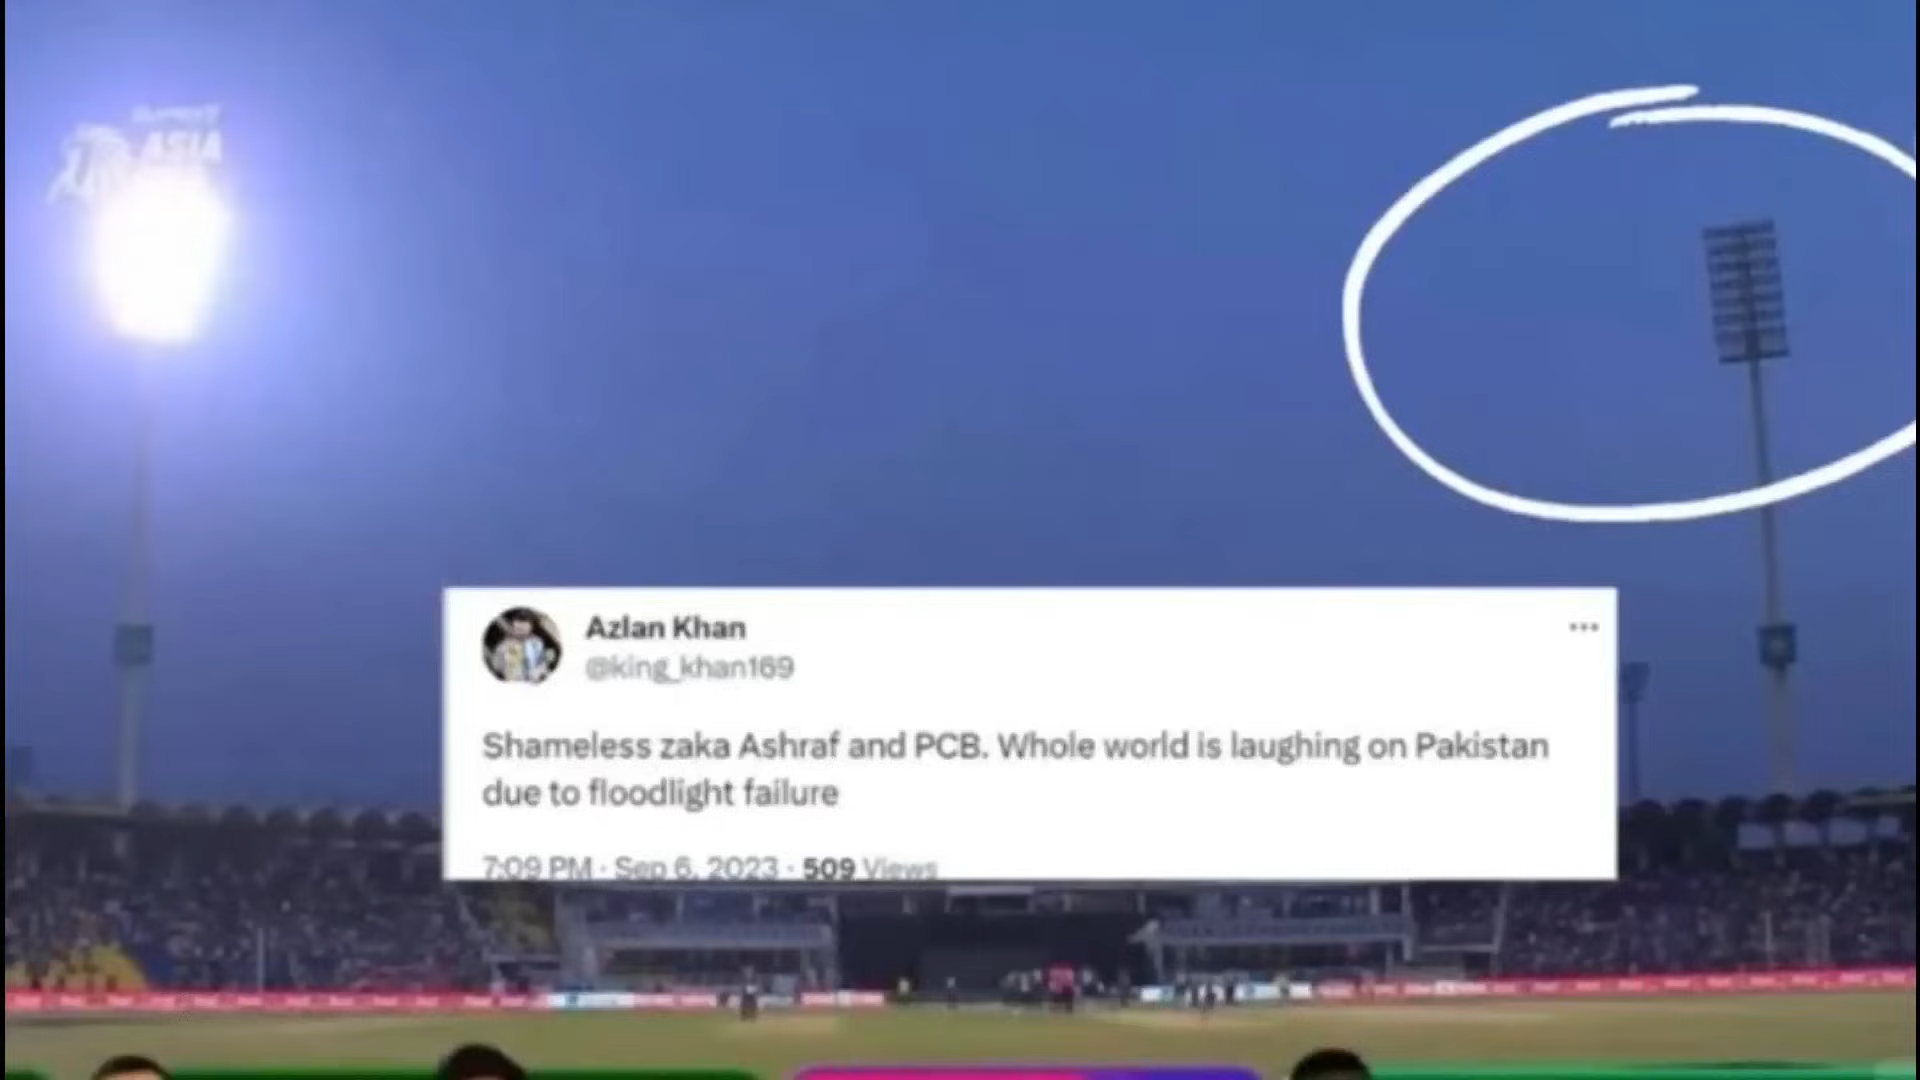 ASIA
Azlan Khan
@king_khan169
Shameless zaka Ashraf and PCB. Whole world is laughing on Pakistan
due to floodlight failure
7:09 PM · Sep 6, 2023 · 509 Views